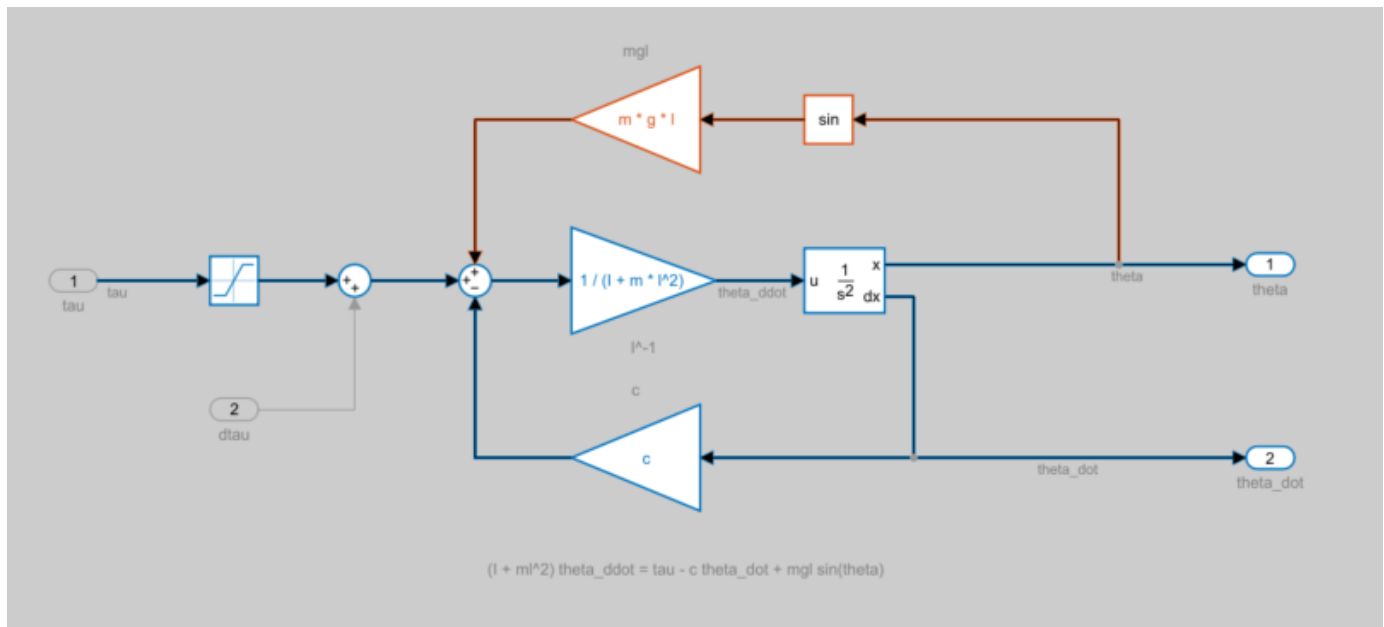 mgl
m * g * l
sin
1
tau
tau
+
+
+
+
−
1 / (I + m * l^2)
theta_ddot
u
1
s2
x
dx
theta
1
theta
I^-1
c
2
dtau
c
theta_dot
2
theta_dot
(I + ml^2) theta_ddot = tau - c theta_dot + mgl sin(theta)